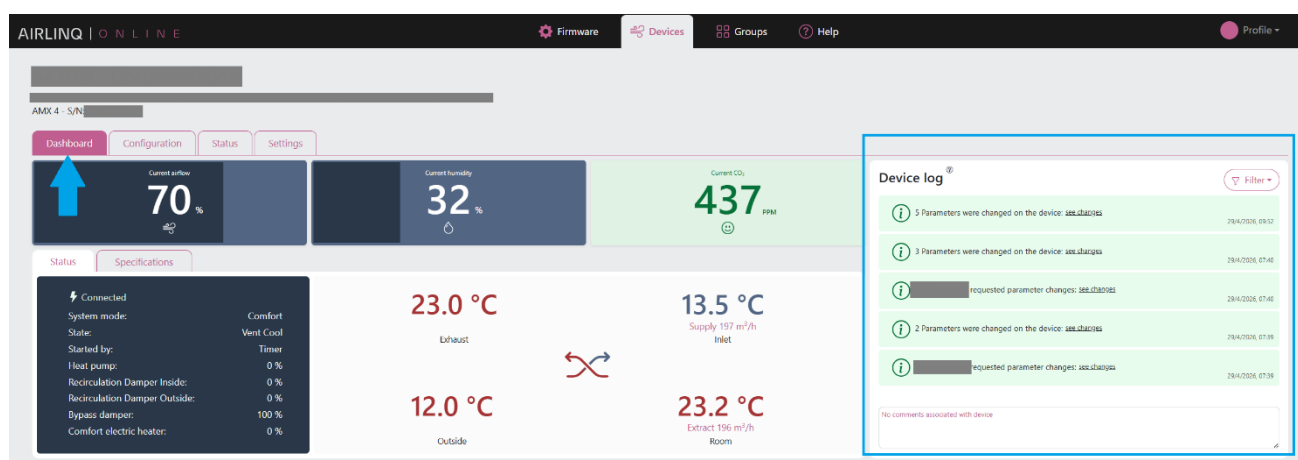 AIRLINQ | ONLINE
Firmware
Devices
Groups
? Help
Profile
AMX 4 - S/N
Dashboard
Configuration
Status
Settings
Current airflow
70 %
Current humidity
32 %
Current CO₂
437 PPM
Device log ?
Filter
i 5 Parameters were changed on the device: see changes
29/4/2026, 09:52
i 3 Parameters were changed on the device: see changes
29/4/2026, 07:40
i requested parameter changes: see changes
29/4/2026, 07:40
i 2 Parameters were changed on the device: see changes
29/4/2026, 07:39
i requested parameter changes: see changes
29/4/2026, 07:39
No comments associated with device
Status
Specifications
Connected
System mode: Comfort
State: Vent Cool
Started by: Timer
Heat pump: 0 %
Recirculation Damper Inside: 0 %
Recirculation Damper Outside: 0 %
Bypass damper: 100 %
Comfort electric heater: 0 %
23.0 °C
Exhaust
13.5 °C
Supply 197 m³/h
Inlet
12.0 °C
Outside
23.2 °C
Extract 196 m³/h
Room